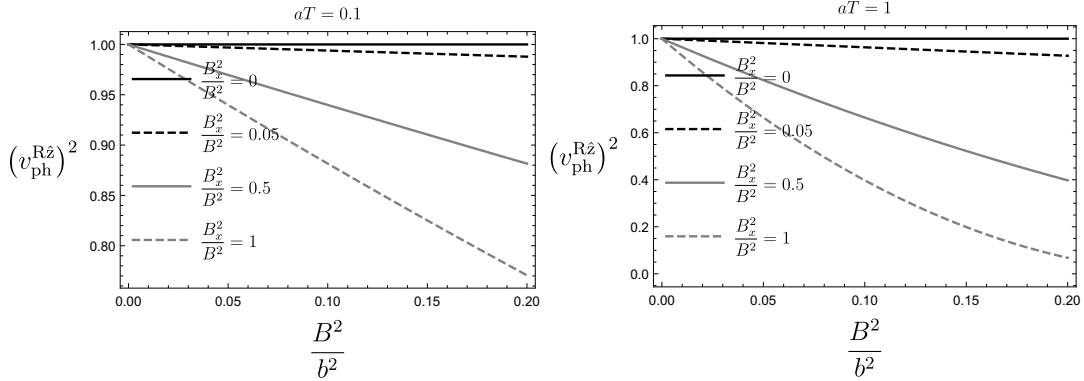 aT = 0.1
(v_ph^Rẑ)^2
1.00
0.95
0.90
0.85
0.80
B_x^2/B^2 = 0
B_x^2/B^2 = 0.05
B_x^2/B^2 = 0.5
B_x^2/B^2 = 1
0.00 0.05 0.10 0.15 0.20
B^2/b^2
aT = 1
(v_ph^Rẑ)^2
1.0
0.8
0.6
0.4
0.2
0.0
B_x^2/B^2 = 0
B_x^2/B^2 = 0.05
B_x^2/B^2 = 0.5
B_x^2/B^2 = 1
0.00 0.05 0.10 0.15 0.20
B^2/b^2